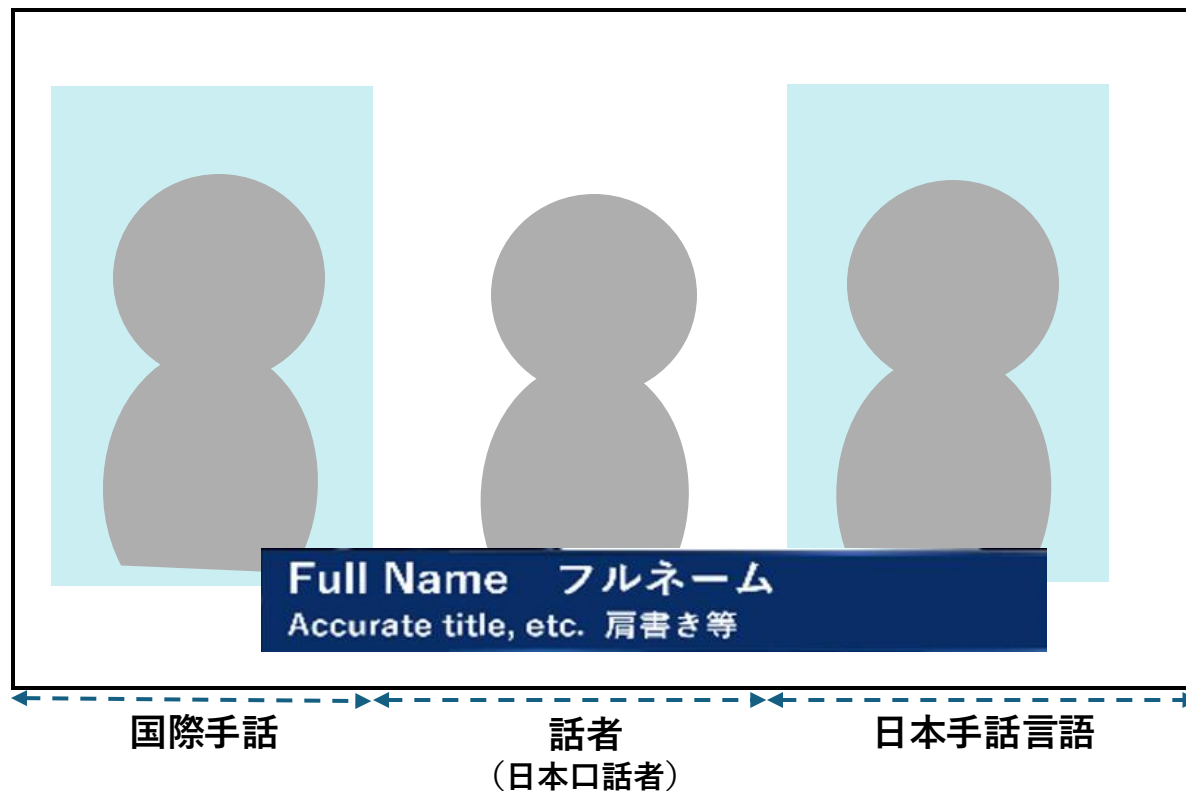 Full Name　フルネーム
Accurate title, etc. 肩書き等
国際手話
話者
（日本口話者）
日本手話言語